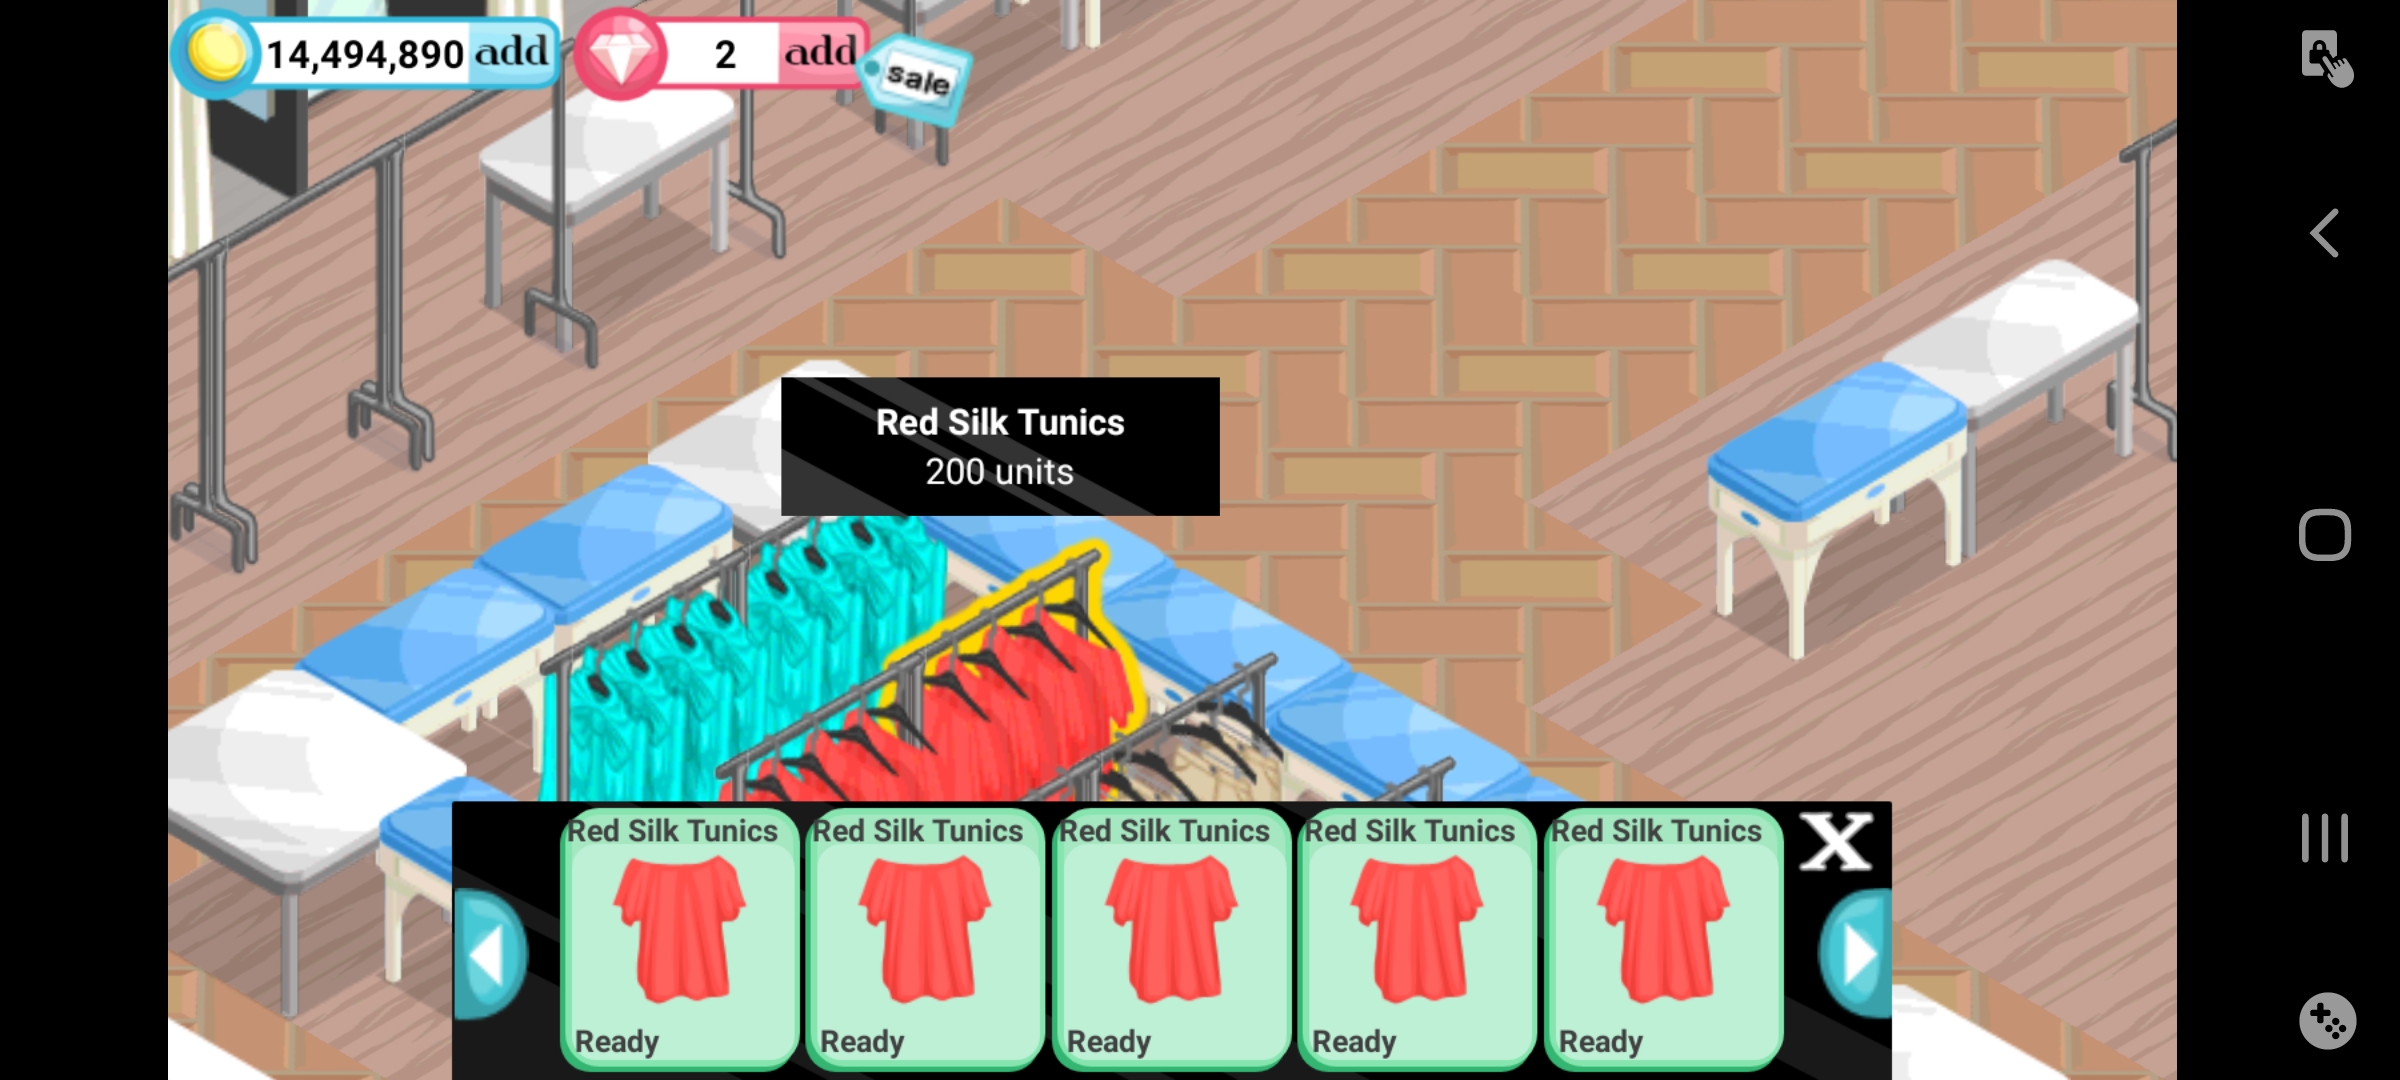 14,494,890 add
2 add
sale
Red Silk Tunics
200 units
Red Silk Tunics
Ready
Red Silk Tunics
Ready
Red Silk Tunics
Ready
Red Silk Tunics
Ready
Red Silk Tunics
Ready
X